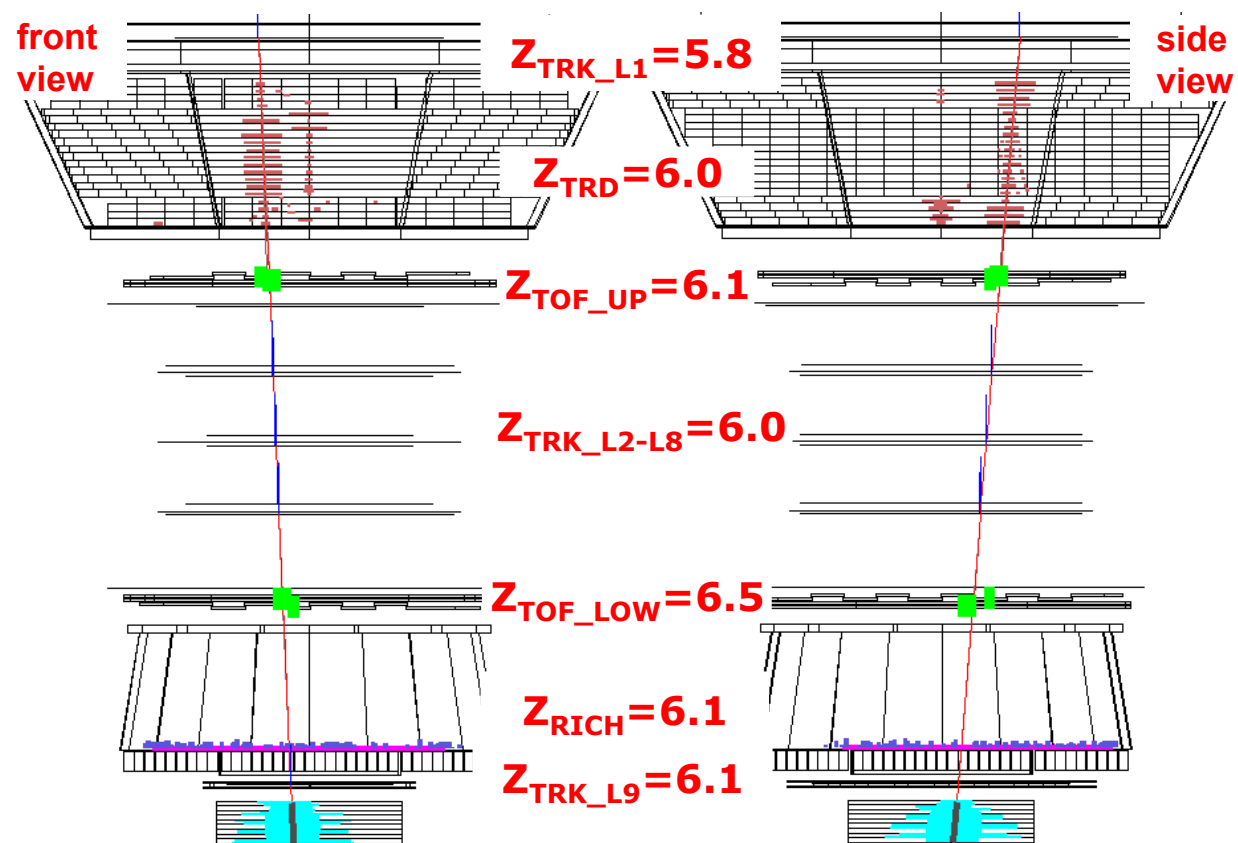 front
view
Z_TRK_L1=5.8
side
view
Z_TRD=6.0
Z_TOF_UP=6.1
Z_TRK_L2-L8=6.0
Z_TOF_LOW=6.5
Z_RICH=6.1
Z_TRK_L9=6.1